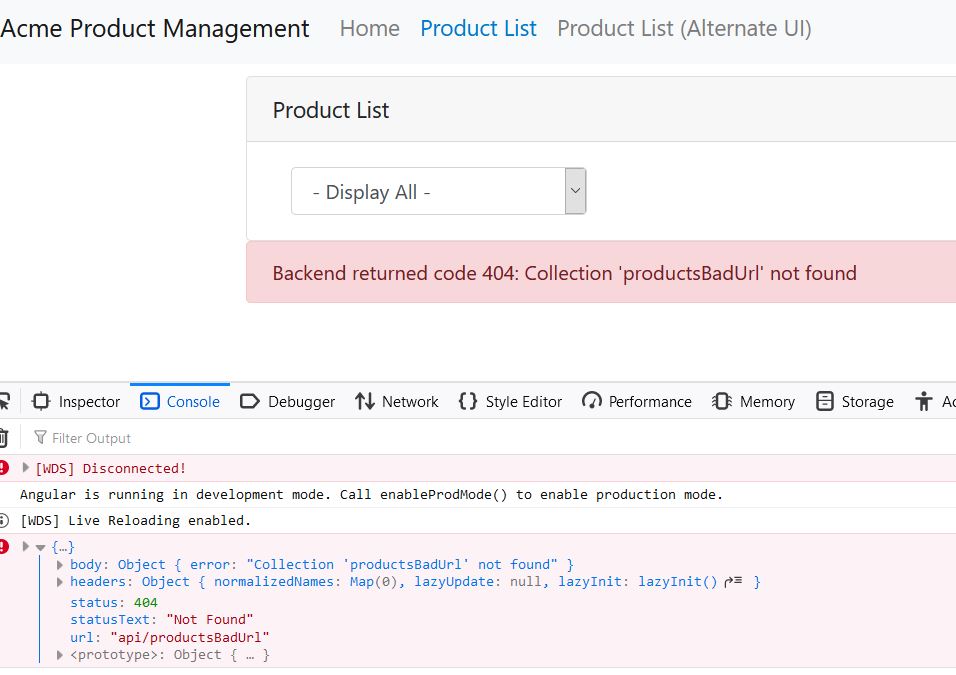 Acme Product Management Home Product List Product List (Alternate UI)
Product List
- Display All -
Backend returned code 404: Collection 'productsBadUrl' not found
Inspector Console Debugger Network {} Style Editor Performance Memory Storage Ac
Filter Output
[WDS] Disconnected!
Angular is running in development mode. Call enableProdMode() to enable production mode.
[WDS] Live Reloading enabled.
{…}
body: Object { error: "Collection 'productsBadUrl' not found" }
headers: Object { normalizedNames: Map(0), lazyUpdate: null, lazyInit: lazyInit() }
status: 404
statusText: "Not Found"
url: "api/productsBadUrl"
<prototype>: Object { … }